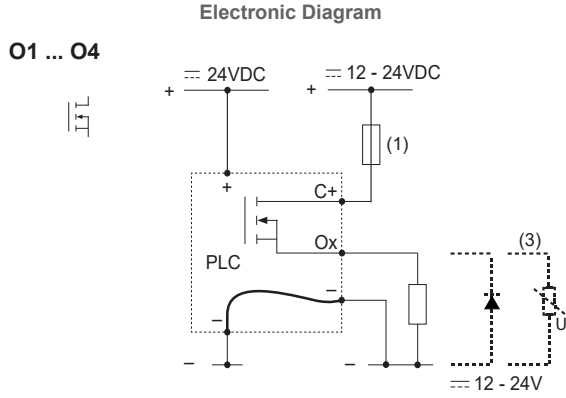 Electronic Diagram
O1 ... O4
⎓ 24VDC
⎓ 12 - 24VDC
+
+
(1)
+
C+
Ox
PLC
–
–
–
–
(3)
U
⎓ 12 - 24V